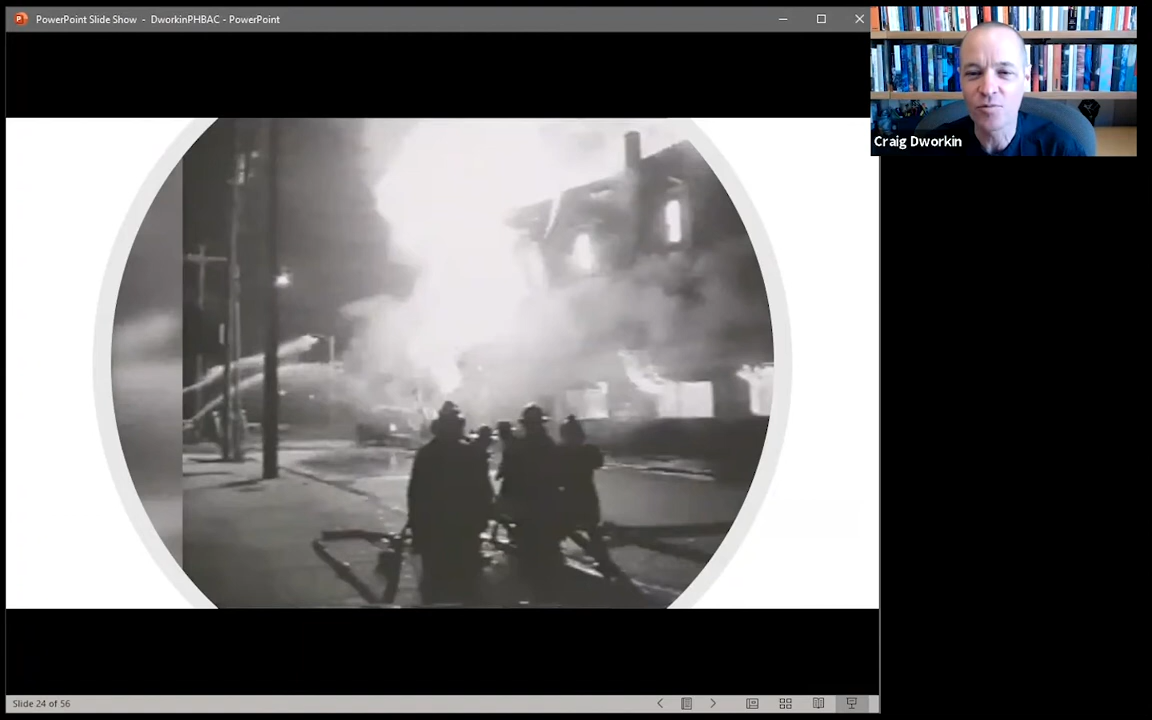 PowerPoint Slide Show - DworkinPHBAC - PowerPoint
Craig Dworkin
Slide 24 of 56